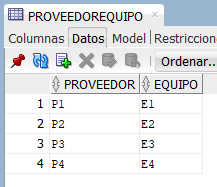 PROVEEDOREQUIPO
Columnas Datos Model Restriccione
Ordenar...
PROVEEDOR EQUIPO
1 P1 E1
2 P2 E2
3 P3 E3
4 P4 E4